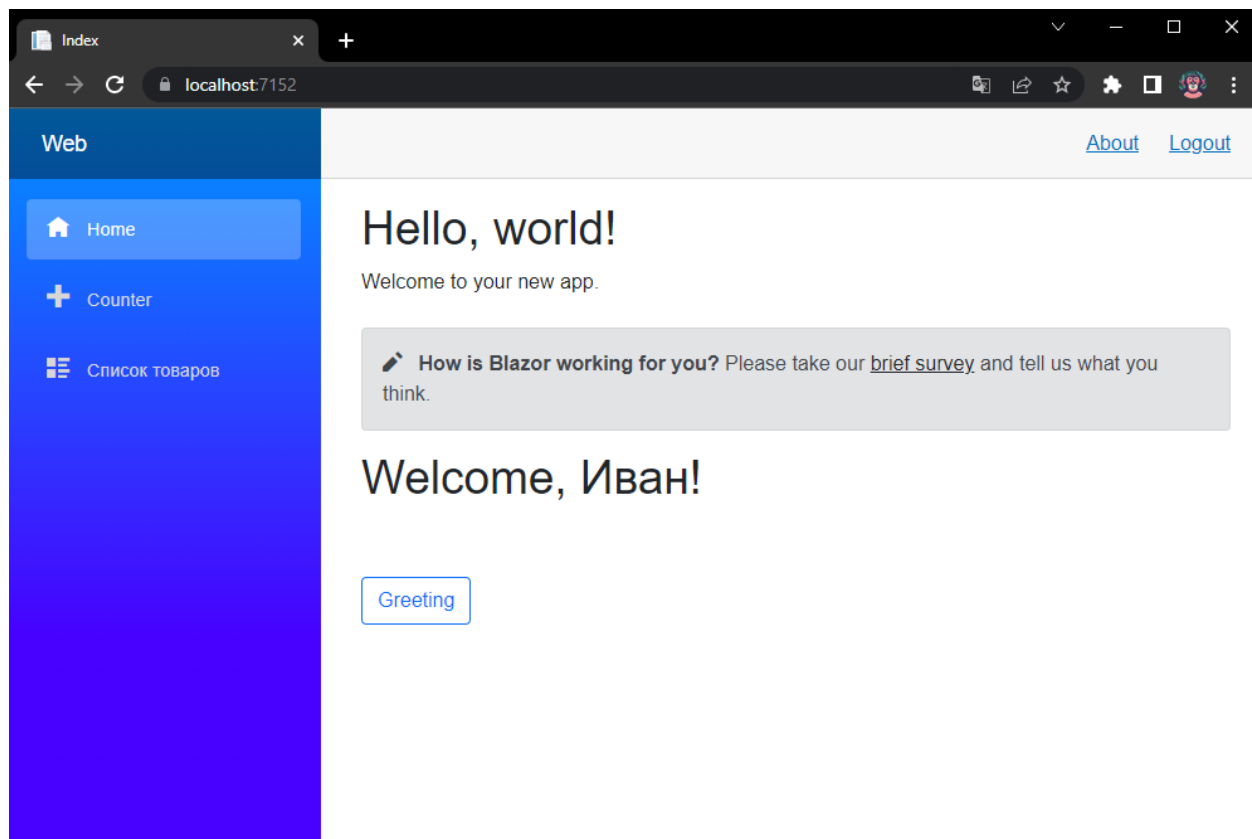 Index
localhost:7152
Web
About Logout
Home
Counter
Список товаров
Hello, world!
Welcome to your new app.
How is Blazor working for you? Please take our brief survey and tell us what you
think.
Welcome, Иван!
Greeting